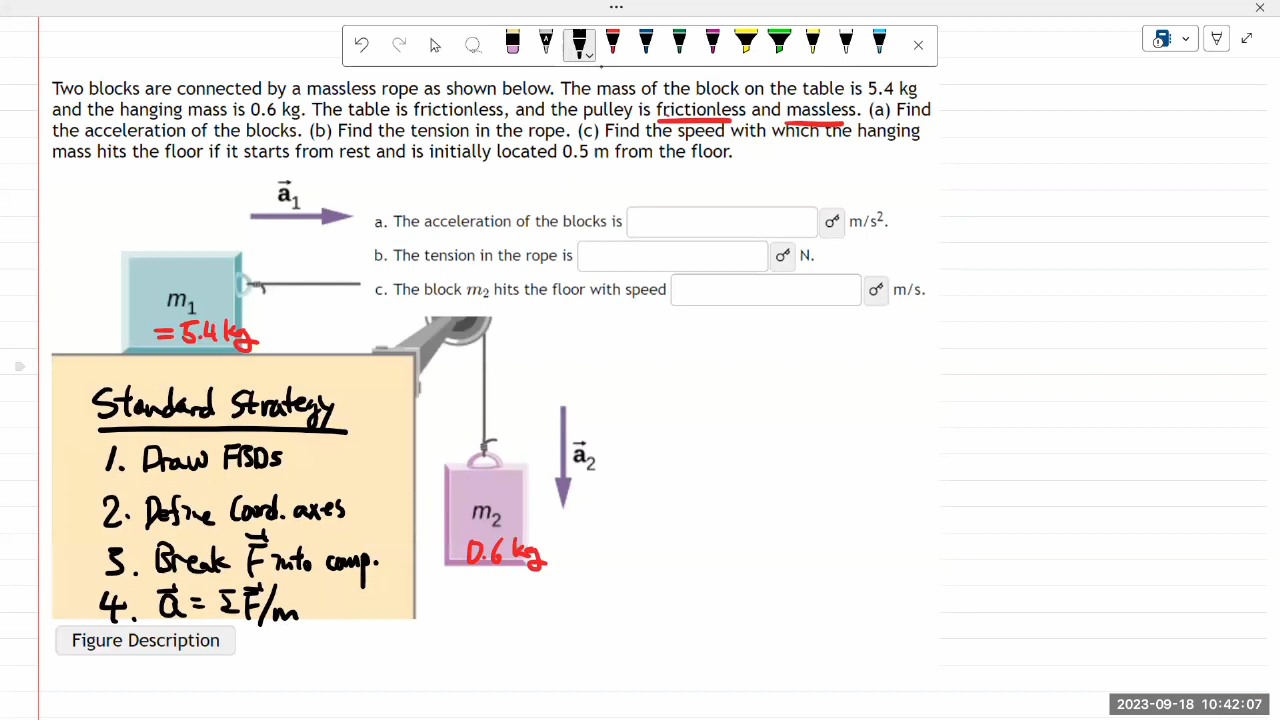 Two blocks are connected by a massless rope as shown below. The mass of the block on the table is 5.4 kg
and the hanging mass is 0.6 kg. The table is frictionless, and the pulley is frictionless and massless. (a) Find
the acceleration of the blocks. (b) Find the tension in the rope. (c) Find the speed with which the hanging
mass hits the floor if it starts from rest and is initially located 0.5 m from the floor.
a⃗1
a. The acceleration of the blocks is m/s².
b. The tension in the rope is N.
c. The block m2 hits the floor with speed m/s.
m1
= 5.4 kg
Standard Strategy
1. Draw FBDs
2. Define Coord. axes
3. Break F⃗ into comp.
4. a⃗ = ΣF⃗/m
a⃗2
m2
0.6 kg
Figure Description
2023-09-18 10:42:07